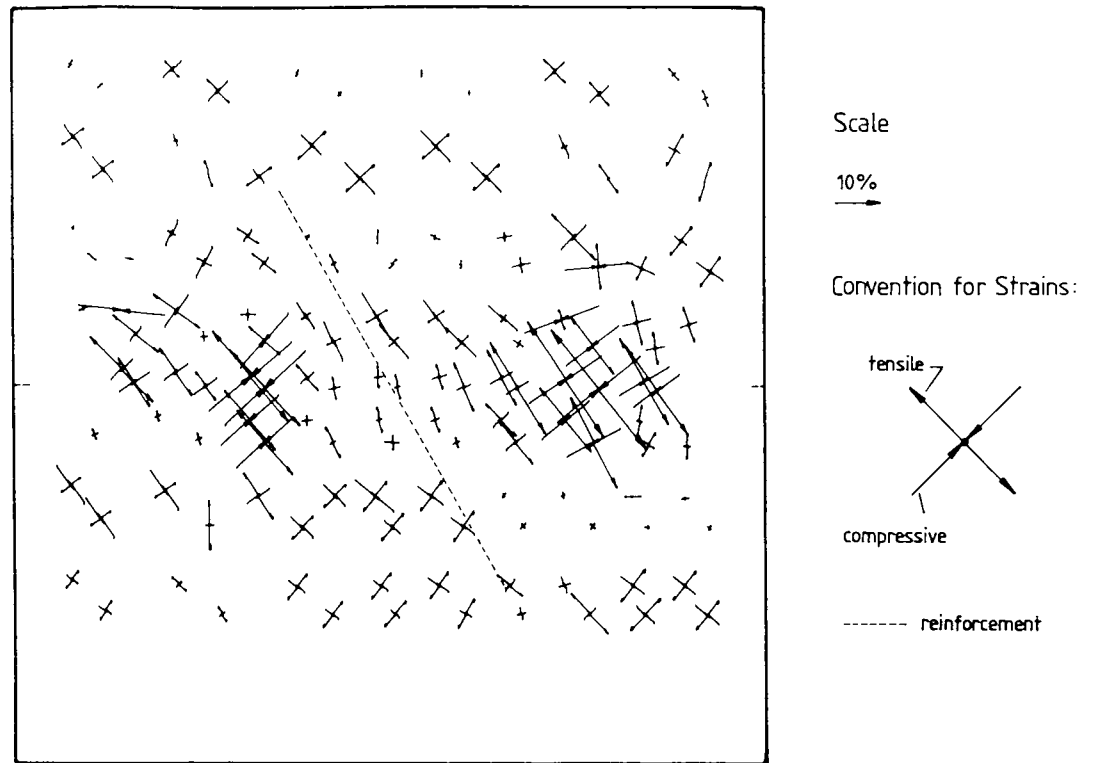 Scale
10%
Convention for Strains:
tensile
compressive
reinforcement